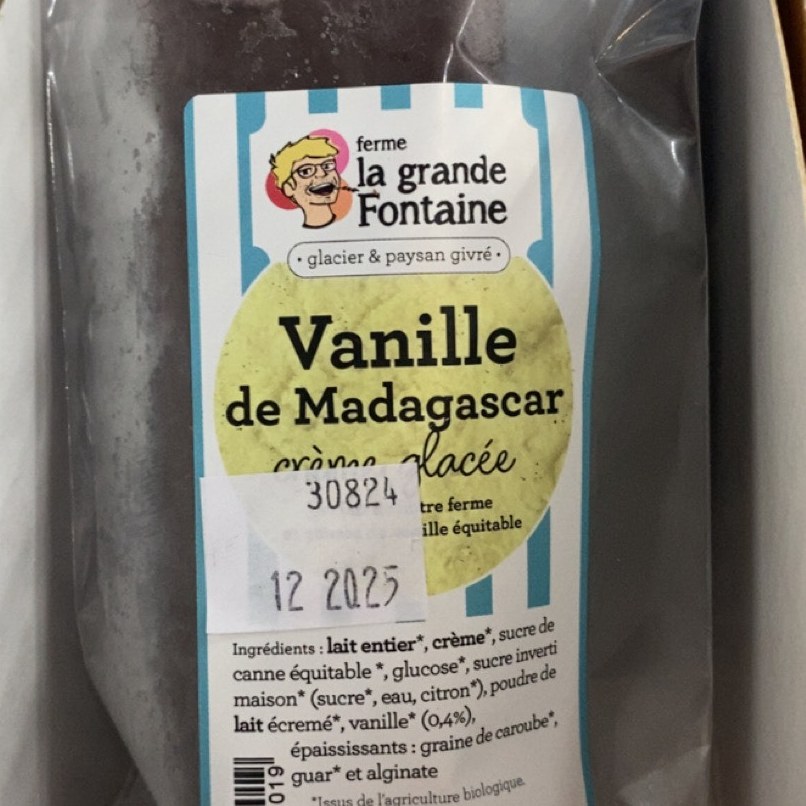 ferme
la grande
Fontaine
• glacier & paysan givré •
Vanille
de Madagascar
crème glacée
30824
tre ferme
ille équitable
12 2025
Ingrédients : lait entier*, crème*, sucre de
canne équitable *, glucose*, sucre inverti
maison* (sucre*, eau, citron*), poudre de
lait écremé*, vanille* (0,4%),
épaississants : graine de caroube*,
guar* et alginate
*Issus de l'agriculture biologique.
019